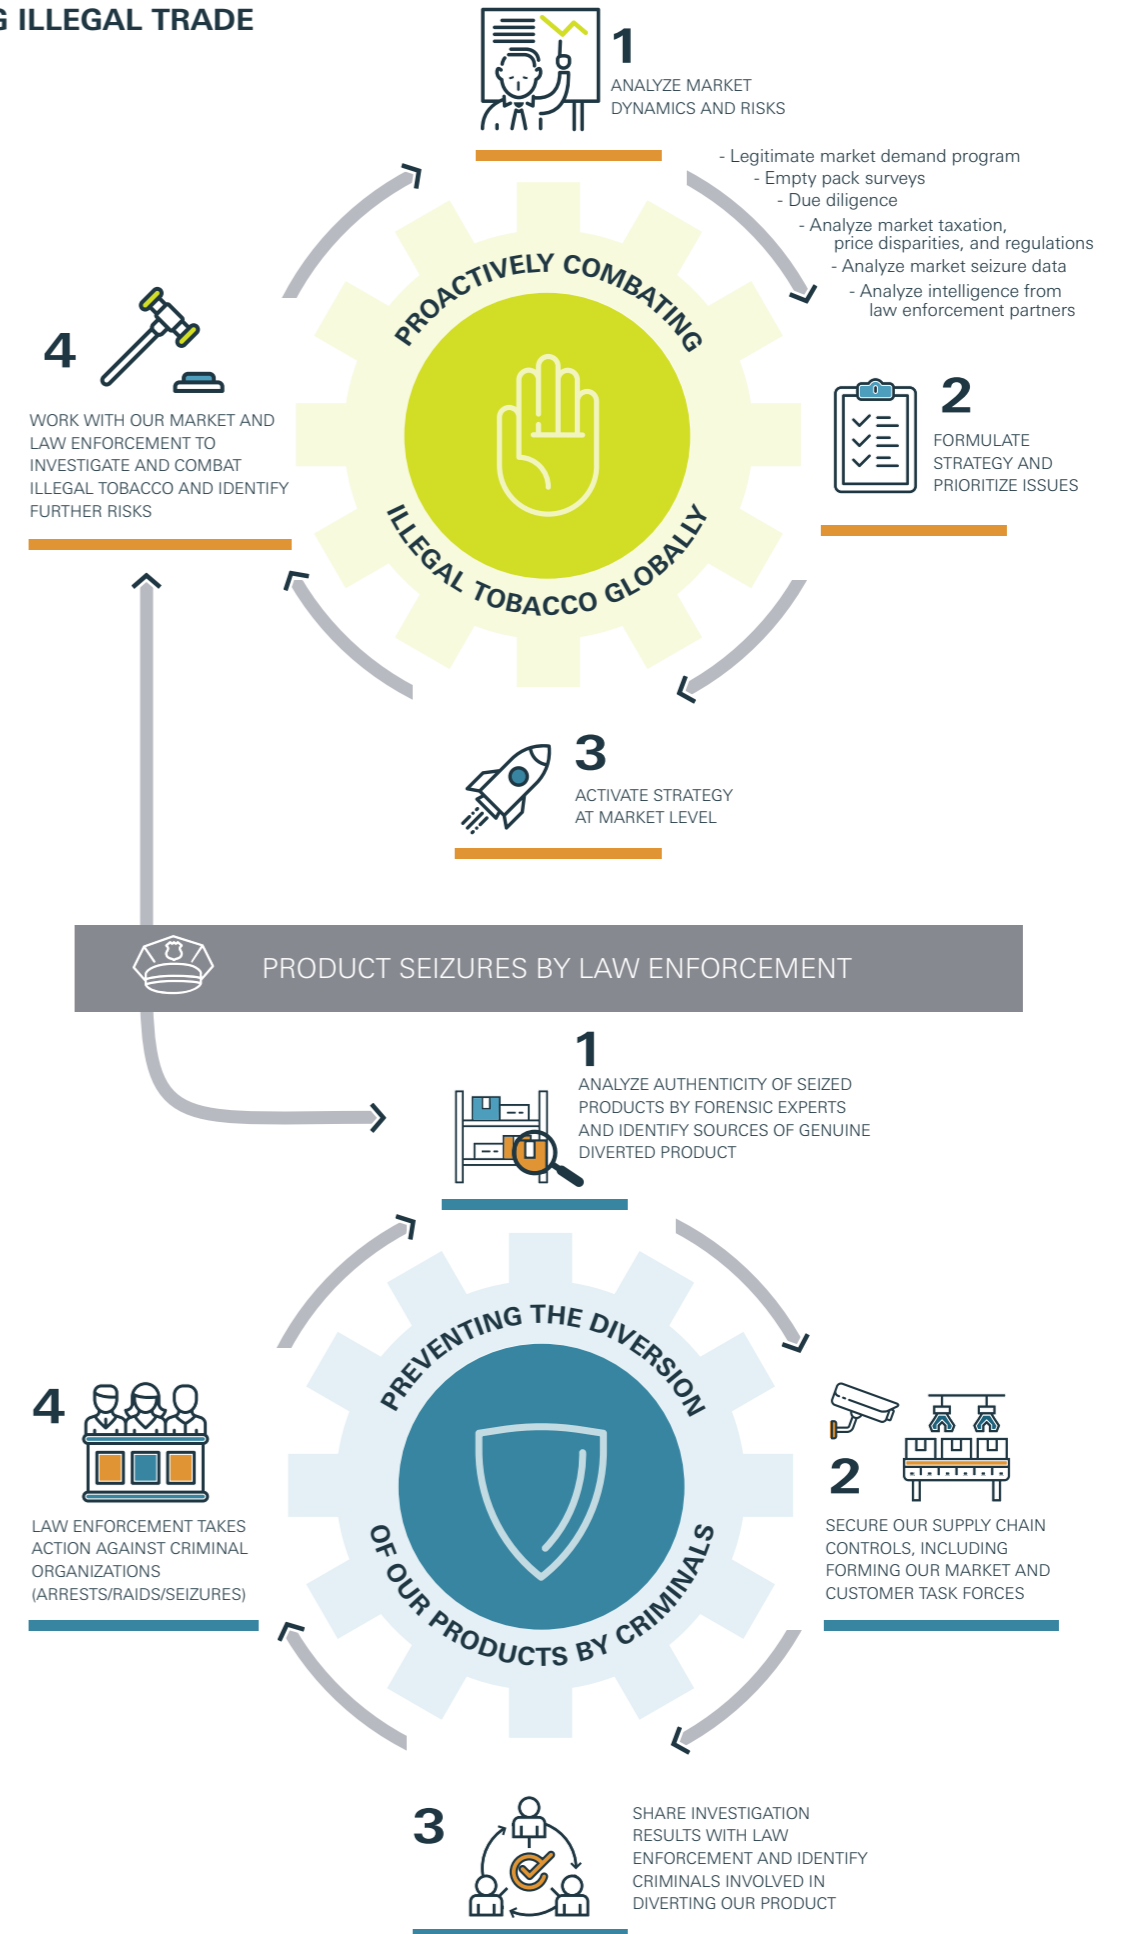 G ILLEGAL TRADE
1
ANALYZE MARKET
DYNAMICS AND RISKS
- Legitimate market demand program
- Empty pack surveys
- Due diligence
- Analyze market taxation,
price disparities, and regulations
- Analyze market seizure data
- Analyze intelligence from
law enforcement partners
PROACTIVELY COMBATING
ILLEGAL TOBACCO GLOBALLY
2
FORMULATE
STRATEGY AND
PRIORITIZE ISSUES
3
ACTIVATE STRATEGY
AT MARKET LEVEL
4
WORK WITH OUR MARKET AND
LAW ENFORCEMENT TO
INVESTIGATE AND COMBAT
ILLEGAL TOBACCO AND IDENTIFY
FURTHER RISKS
PRODUCT SEIZURES BY LAW ENFORCEMENT
1
ANALYZE AUTHENTICITY OF SEIZED
PRODUCTS BY FORENSIC EXPERTS
AND IDENTIFY SOURCES OF GENUINE
DIVERTED PRODUCT
PREVENTING THE DIVERSION
OF OUR PRODUCTS BY CRIMINALS
2
SECURE OUR SUPPLY CHAIN
CONTROLS, INCLUDING
FORMING OUR MARKET AND
CUSTOMER TASK FORCES
3
SHARE INVESTIGATION
RESULTS WITH LAW
ENFORCEMENT AND IDENTIFY
CRIMINALS INVOLVED IN
DIVERTING OUR PRODUCT
4
LAW ENFORCEMENT TAKES
ACTION AGAINST CRIMINAL
ORGANIZATIONS
(ARRESTS/RAIDS/SEIZURES)